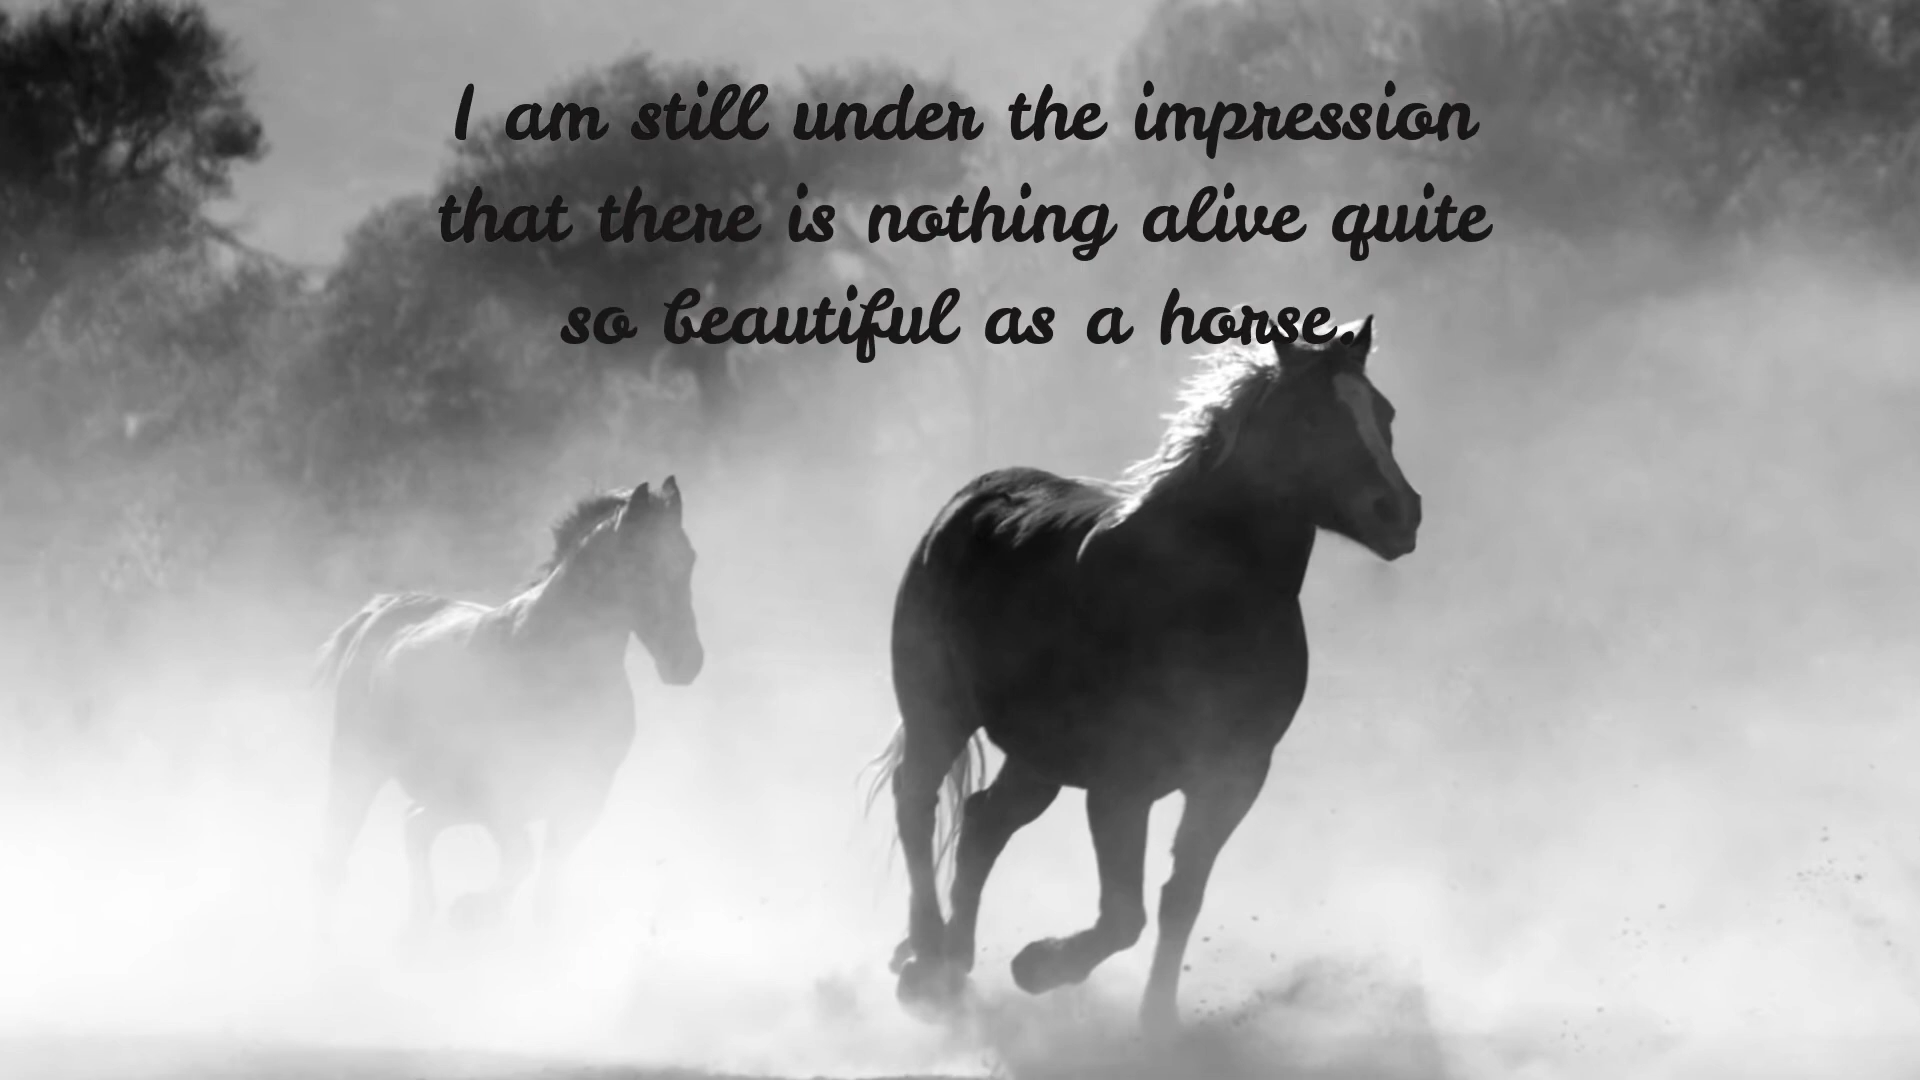 I am still under the impression
that there is nothing alive quite
so beautiful as a horse.